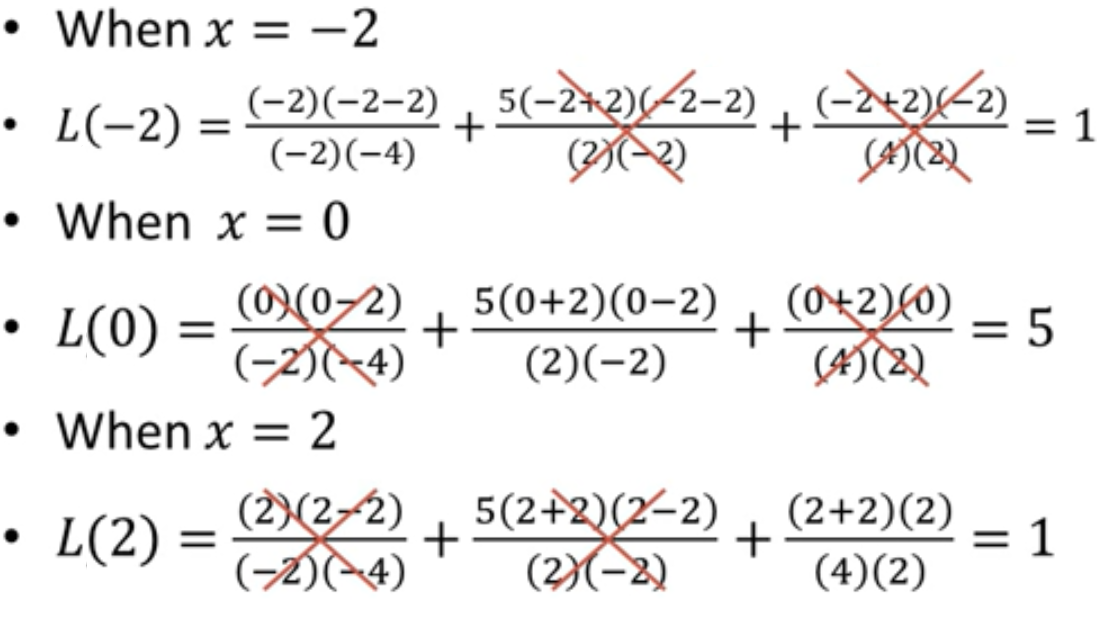 • When x = −2
• L(−2) = (−2)(−2−2)/(−2)(−4) + 5(−2+2)(−2−2)/(2)(−2) + (−2+2)(−2)/(4)(2) = 1
• When x = 0
• L(0) = (0)(0−2)/(−2)(−4) + 5(0+2)(0−2)/(2)(−2) + (0+2)(0)/(4)(2) = 5
• When x = 2
• L(2) = (2)(2−2)/(−2)(−4) + 5(2+2)(2−2)/(2)(−2) + (2+2)(2)/(4)(2) = 1